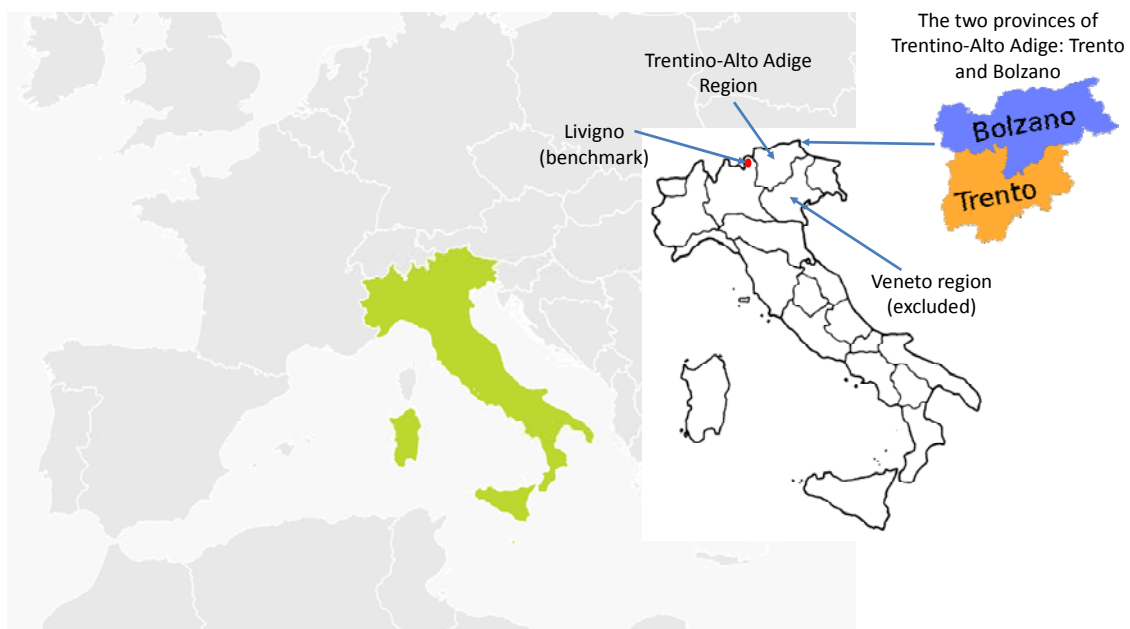 The two provinces of
Trentino-Alto Adige: Trento
and Bolzano
Trentino-Alto Adige
Region
Livigno
(benchmark)
Bolzano
Trento
Veneto region
(excluded)